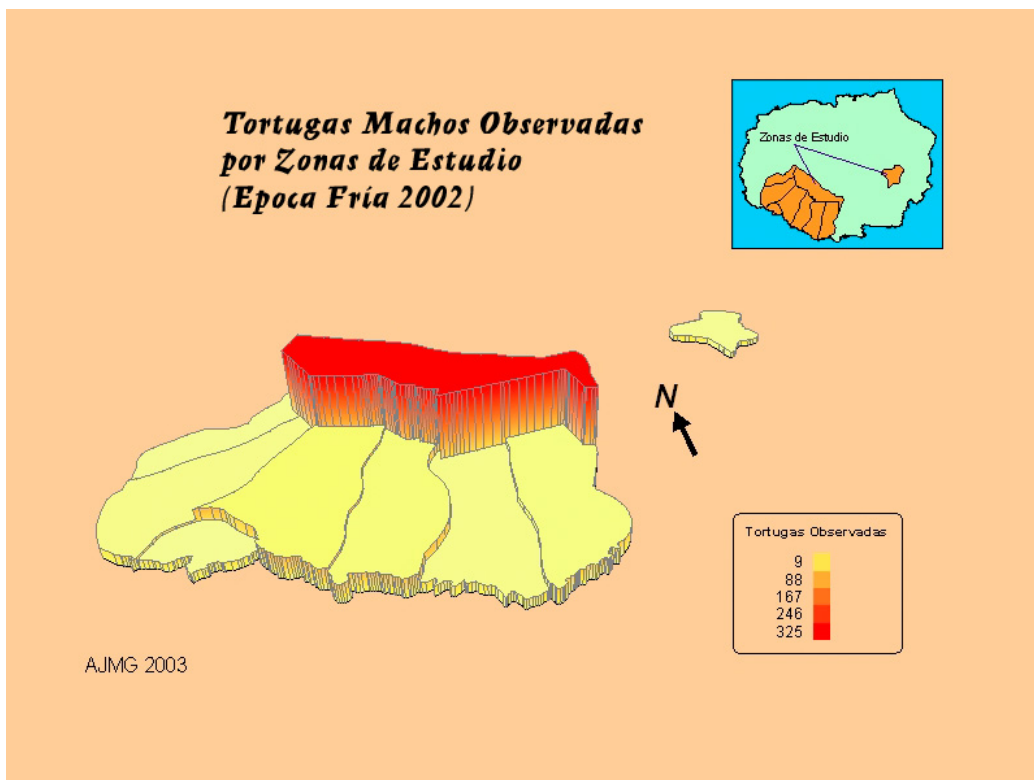 Tortugas Machos Observadas
por Zonas de Estudio
(Epoca Fría 2002)
Zonas de Estudio
N
Tortugas Observadas
9
88
167
246
325
AJMG 2003